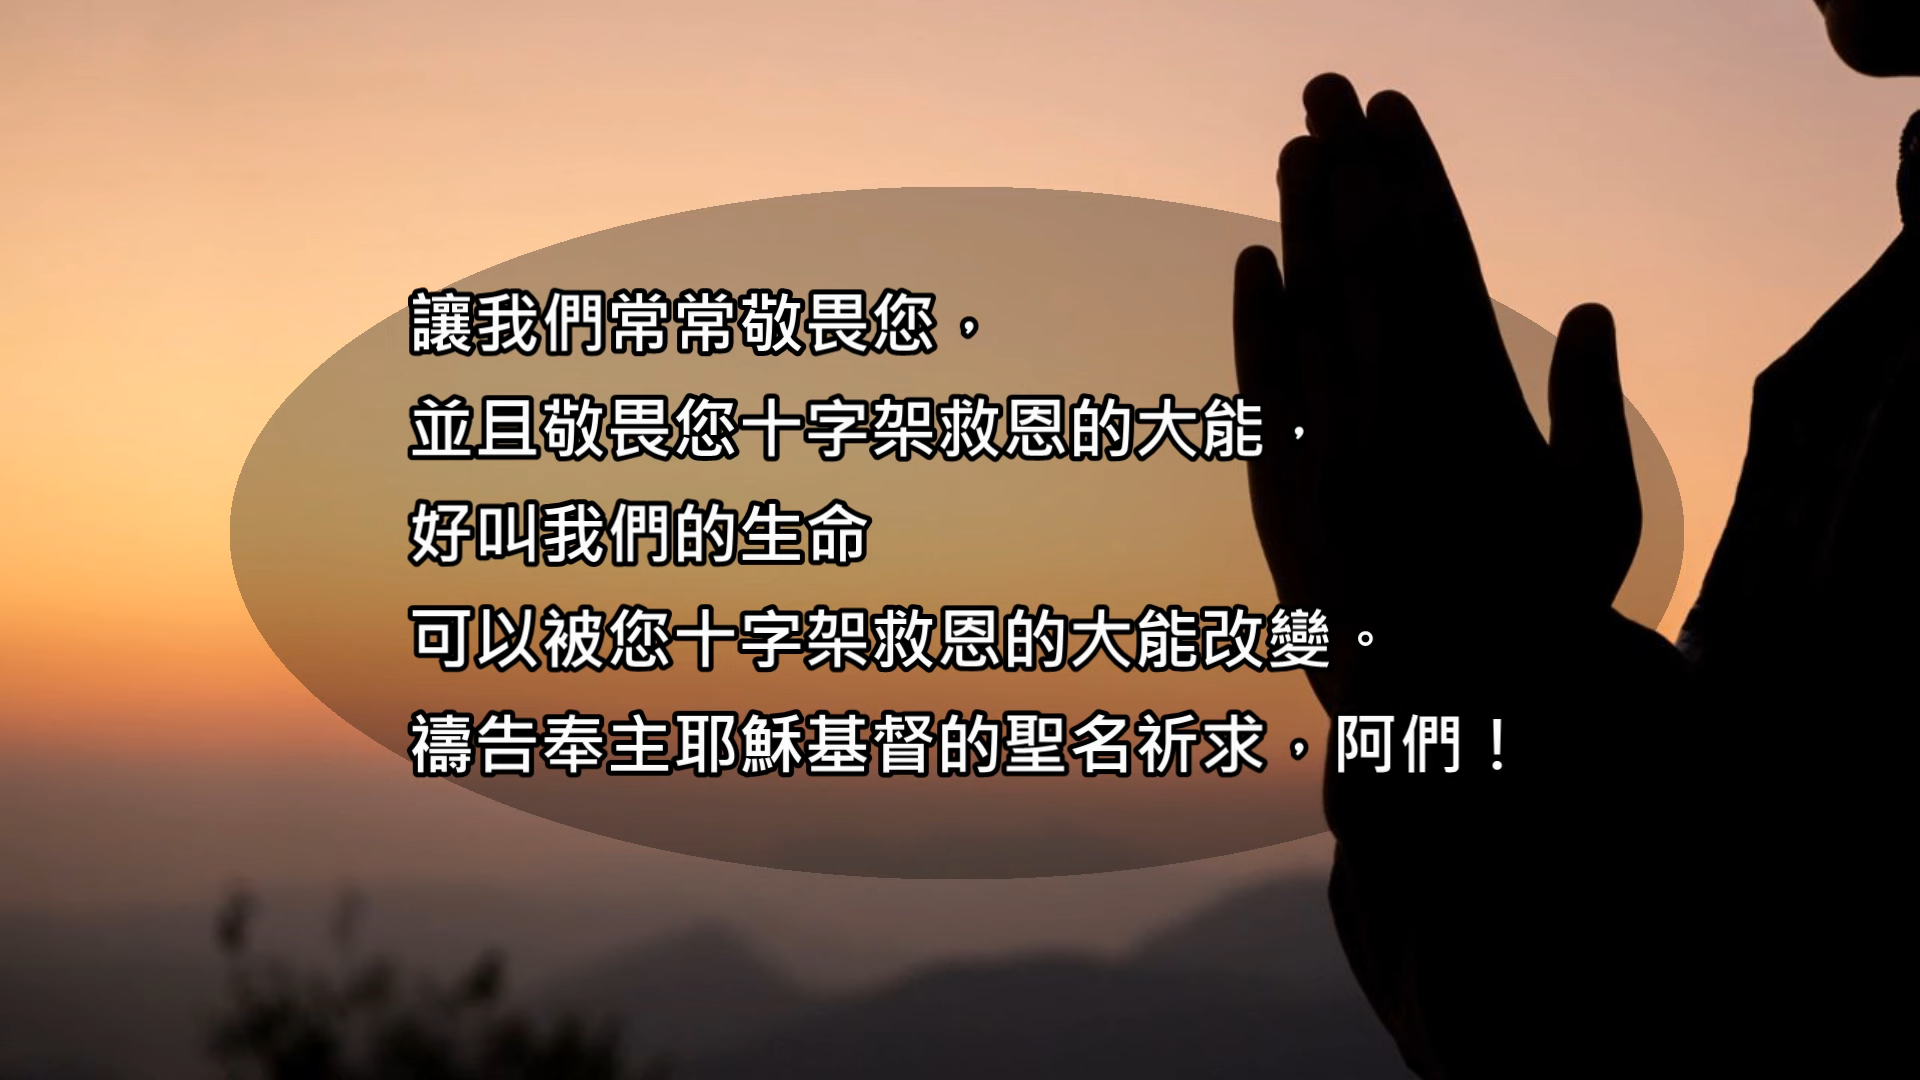 讓我們常常敬畏您，
並且敬畏您十字架救恩的大能，
好叫我們的生命
可以被您十字架救恩的大能改變。
禱告奉主耶穌基督的聖名祈求，阿們！